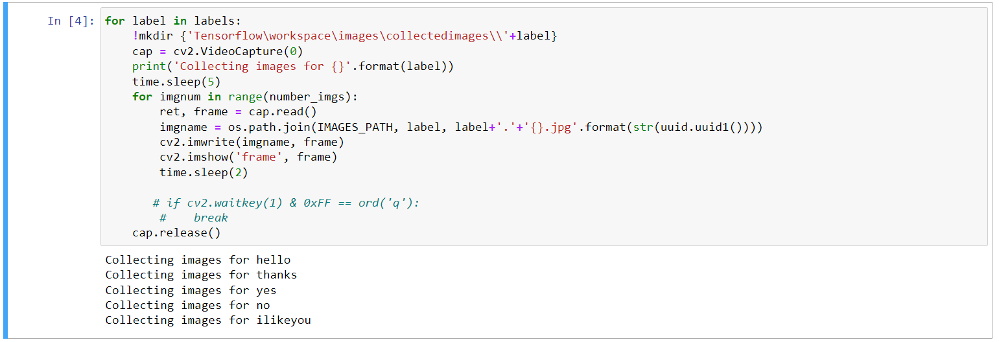 In [4]: for label in labels:
    !mkdir {'Tensorflow\workspace\images\collectedimages\\'+label}
    cap = cv2.VideoCapture(0)
    print('Collecting images for {}'.format(label))
    time.sleep(5)
    for imgnum in range(number_imgs):
        ret, frame = cap.read()
        imgname = os.path.join(IMAGES_PATH, label, label+'.'+'{}.jpg'.format(str(uuid.uuid1())))
        cv2.imwrite(imgname, frame)
        cv2.imshow('frame', frame)
        time.sleep(2)
       # if cv2.waitkey(1) & 0xFF == ord('q'):
        #    break
    cap.release()
Collecting images for hello
Collecting images for thanks
Collecting images for yes
Collecting images for no
Collecting images for ilikeyou